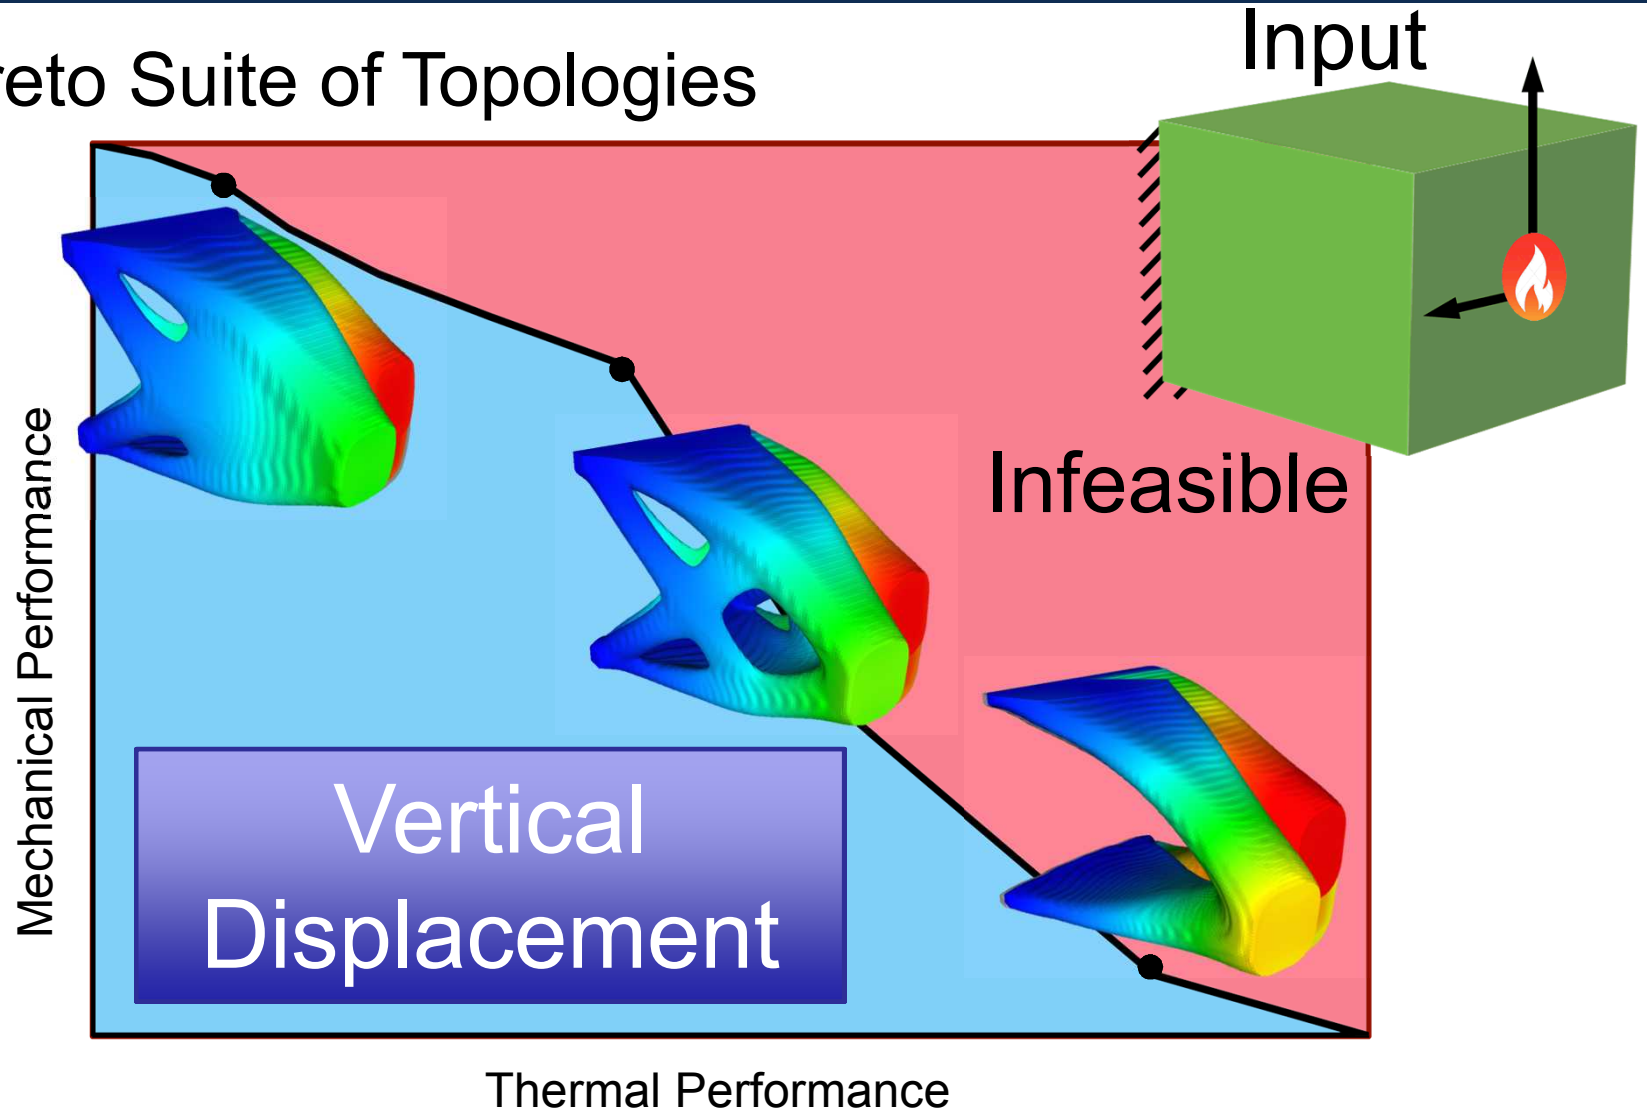 reto Suite of Topologies
Input
Mechanical Performance
Infeasible
Vertical
Displacement
Thermal Performance